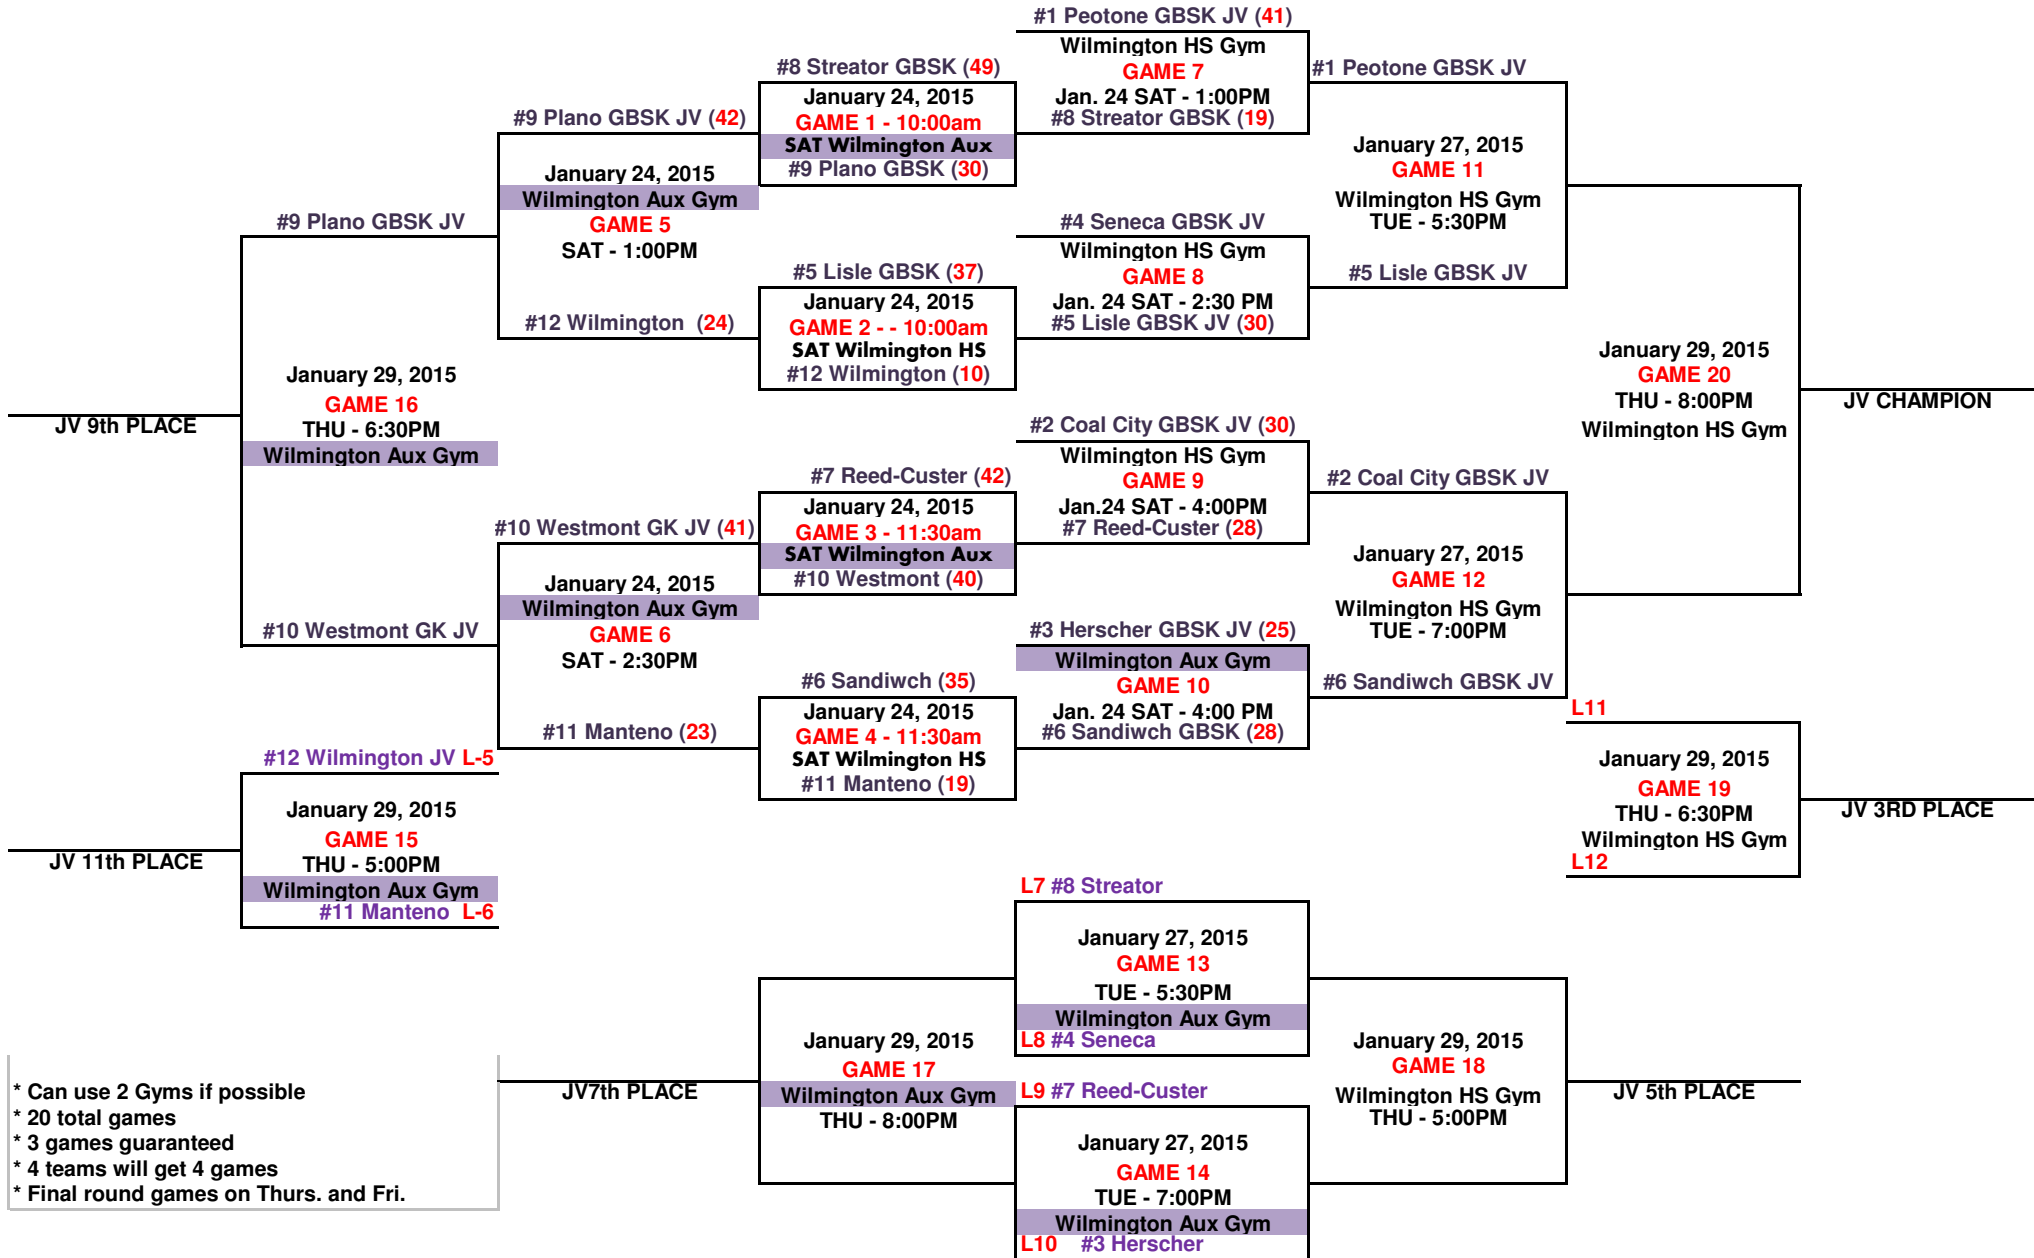 #1 Peotone GBSK JV (41)
Wilmington HS Gym
GAME 7
Jan. 24 SAT - 1:00PM
#8 Streator GBSK (19)
#8 Streator GBSK (49)
January 24, 2015
GAME 1 - 10:00am
SAT Wilmington Aux
#9 Plano GBSK (30)
#1 Peotone GBSK JV
January 27, 2015
GAME 11
Wilmington HS Gym
TUE - 5:30PM
#5 Lisle GBSK JV
#9 Plano GBSK JV (42)
January 24, 2015
Wilmington Aux Gym
GAME 5
SAT - 1:00PM
#12 Wilmington (24)
#9 Plano GBSK JV
January 29, 2015
GAME 16
THU - 6:30PM
Wilmington Aux Gym
#10 Westmont GK JV
JV 9th PLACE
#4 Seneca GBSK JV
Wilmington HS Gym
GAME 8
Jan. 24 SAT - 2:30 PM
#5 Lisle GBSK JV (30)
#5 Lisle GBSK (37)
January 24, 2015
GAME 2 - - 10:00am
SAT Wilmington HS
#12 Wilmington (10)
January 29, 2015
GAME 20
THU - 8:00PM
Wilmington HS Gym
JV CHAMPION
#2 Coal City GBSK JV (30)
Wilmington HS Gym
GAME 9
Jan.24 SAT - 4:00PM
#7 Reed-Custer (28)
#7 Reed-Custer (42)
January 24, 2015
GAME 3 - 11:30am
SAT Wilmington Aux
#10 Westmont (40)
#2 Coal City GBSK JV
January 27, 2015
GAME 12
Wilmington HS Gym
TUE - 7:00PM
#6 Sandiwch GBSK JV
#10 Westmont GK JV (41)
January 24, 2015
Wilmington Aux Gym
GAME 6
SAT - 2:30PM
#11 Manteno (23)
#3 Herscher GBSK JV (25)
Wilmington Aux Gym
GAME 10
Jan. 24 SAT - 4:00 PM
#6 Sandiwch GBSK (28)
#6 Sandiwch (35)
January 24, 2015
GAME 4 - 11:30am
SAT Wilmington HS
#11 Manteno (19)
L11
January 29, 2015
GAME 19
THU - 6:30PM
Wilmington HS Gym
L12
JV 3RD PLACE
#12 Wilmington JV L-5
January 29, 2015
GAME 15
THU - 5:00PM
Wilmington Aux Gym
#11 Manteno L-6
JV 11th PLACE
L7 #8 Streator
January 27, 2015
GAME 13
TUE - 5:30PM
Wilmington Aux Gym
L8 #4 Seneca
January 29, 2015
GAME 17
Wilmington Aux Gym
THU - 8:00PM
JV7th PLACE
January 29, 2015
GAME 18
Wilmington HS Gym
THU - 5:00PM
JV 5th PLACE
L9 #7 Reed-Custer
January 27, 2015
GAME 14
TUE - 7:00PM
Wilmington Aux Gym
L10 #3 Herscher
* Can use 2 Gyms if possible
* 20 total games
* 3 games guaranteed
* 4 teams will get 4 games
* Final round games on Thurs. and Fri.